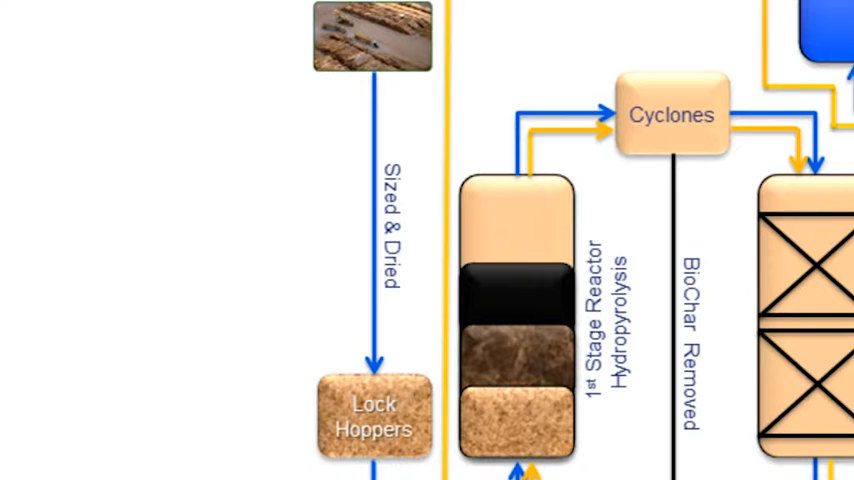 Cyclones
Sized & Dried
1st Stage Reactor
Hydropyrolysis
BioChar Removed
Lock
Hoppers